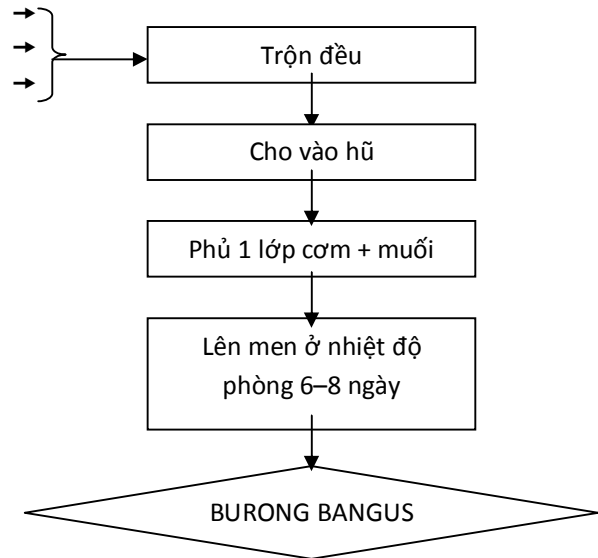 Trộn đều
Cho vào hũ
Phủ 1 lớp cơm + muối
Lên men ở nhiệt độ
phòng 6–8 ngày
BURONG BANGUS